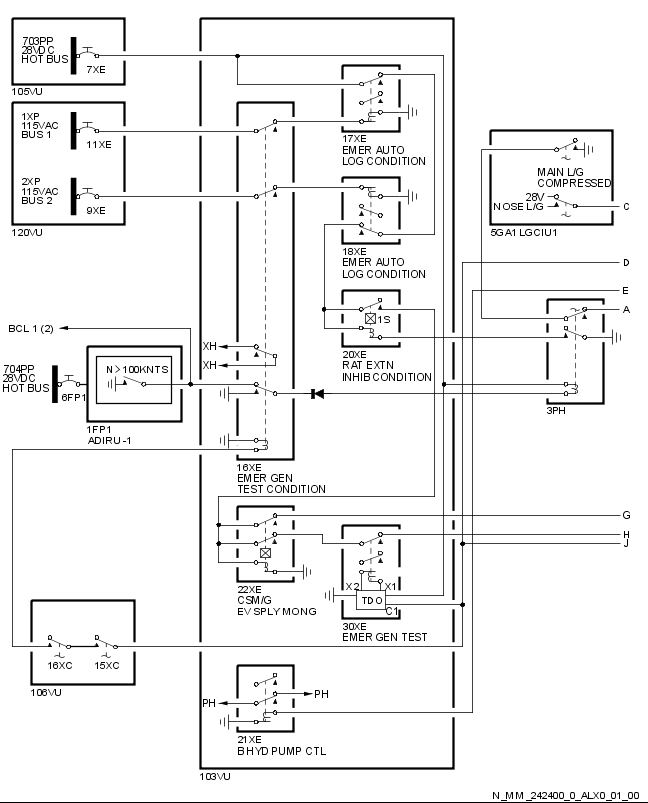 703PP
28VDC
HOT BUS
7XE
105VU
1XP
115VAC
BUS 1
11XE
2XP
115VAC
BUS 2
9XE
120VU
17XE
EMER AUTO
LOG CONDITION
18XE
EMER AUTO
LOG CONDITION
1S
20XE
RAT EXTN
INHIB CONDITION
MAIN L/G
COMPRESSED
28V
NOSE L/G
5GA1 LGCIU1
C
D
E
A
3PH
BCL 1 (2)
704PP
28VDC
HOT BUS
6FP1
N>100KNTS
1FP1
ADIRU-1
XH
XH
16XE
EMER GEN
TEST CONDITION
G
H
J
22XE
CSM/G
EV SPLY MONG
X2
X1
TDO
C1
30XE
EMER GEN TEST
16XC
15XC
106VU
PH
PH
21XE
B HYD PUMP CTL
103VU
N_MM_242400_0_ALX0_01_00